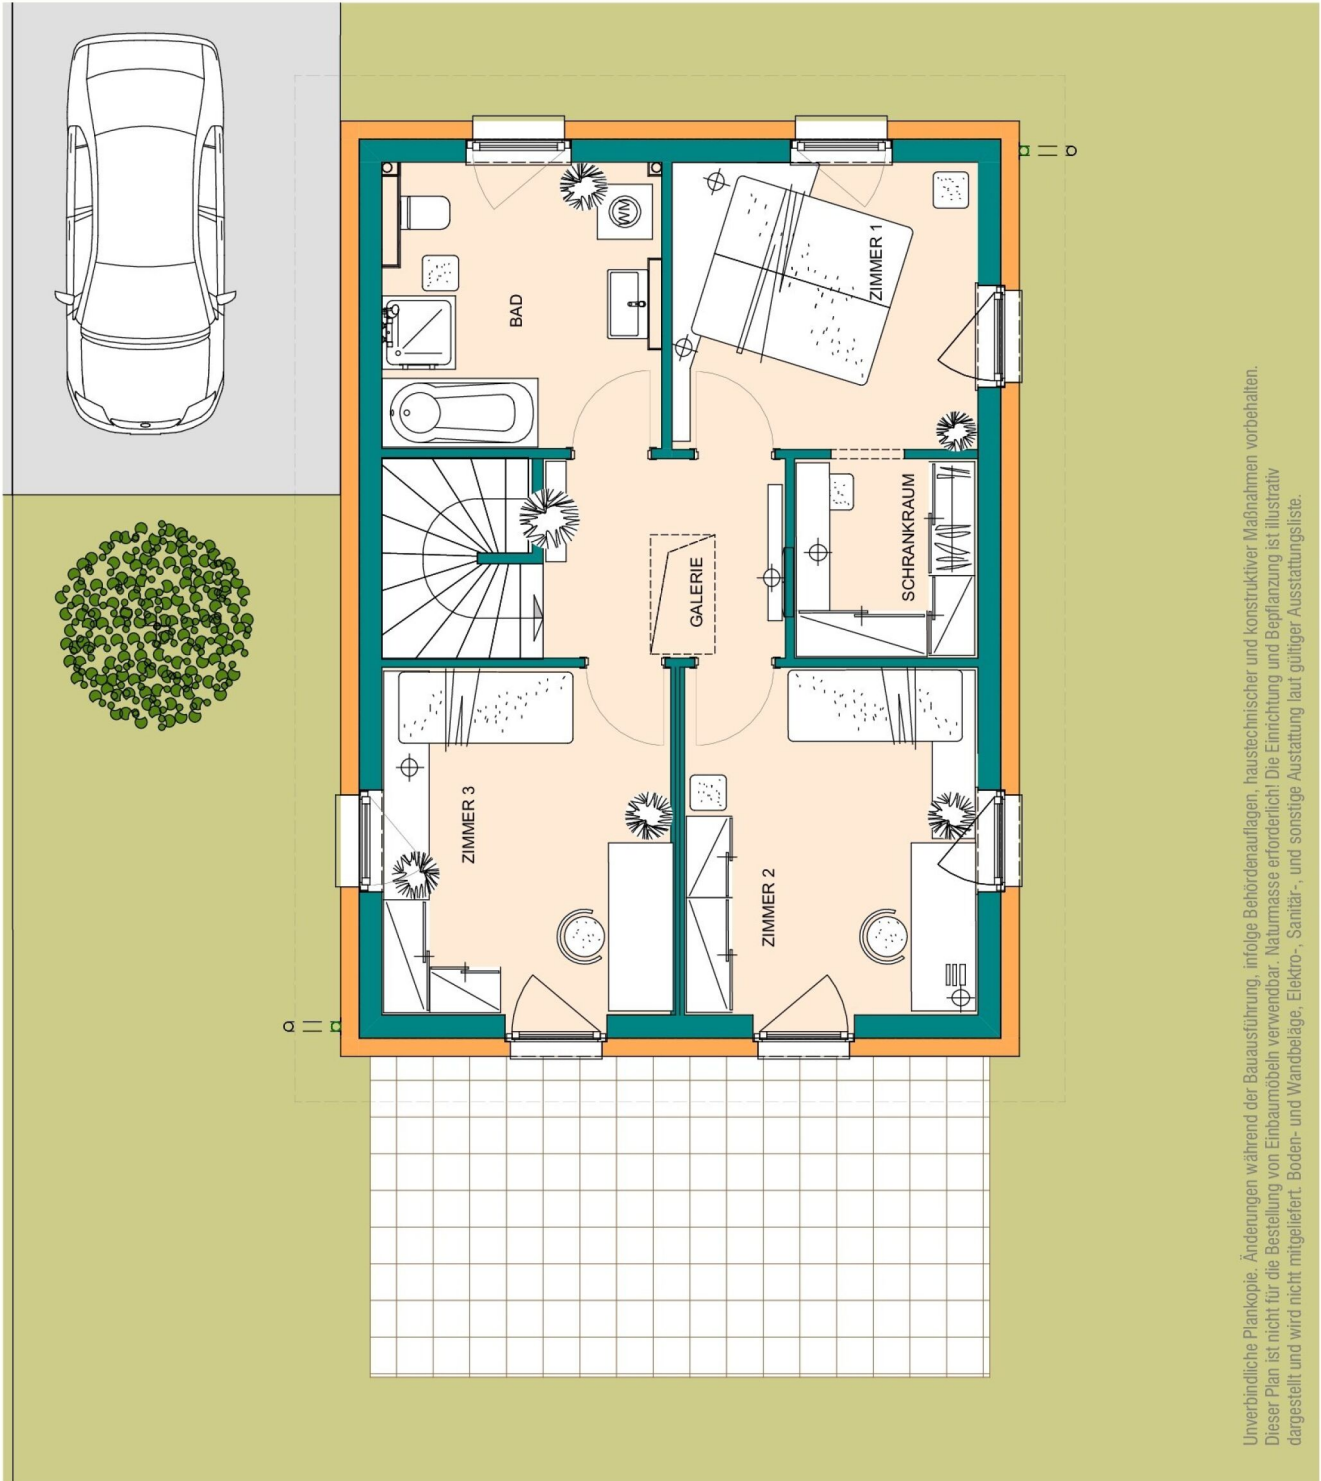 BAD
WM
ZIMMER 1
SCHRANKRAUM
GALERIE
ZIMMER 3
ZIMMER 2
Unverbindliche Plankopie. Änderungen während der Bauausführung, infolge Behördenauflagen, haustechnischer und konstruktiver Maßnahmen vorbehalten.
Dieser Plan ist nicht für die Bestellung von Einbaumöbeln verwendbar. Naturmasse erforderlich! Die Einrichtung und Bepflanzung ist illustrativ
dargestellt und wird nicht mitgeliefert. Boden- und Wandbeläge, Elektro-, Sanitär-, und sonstige Austattung laut gültiger Ausstattungsliste.